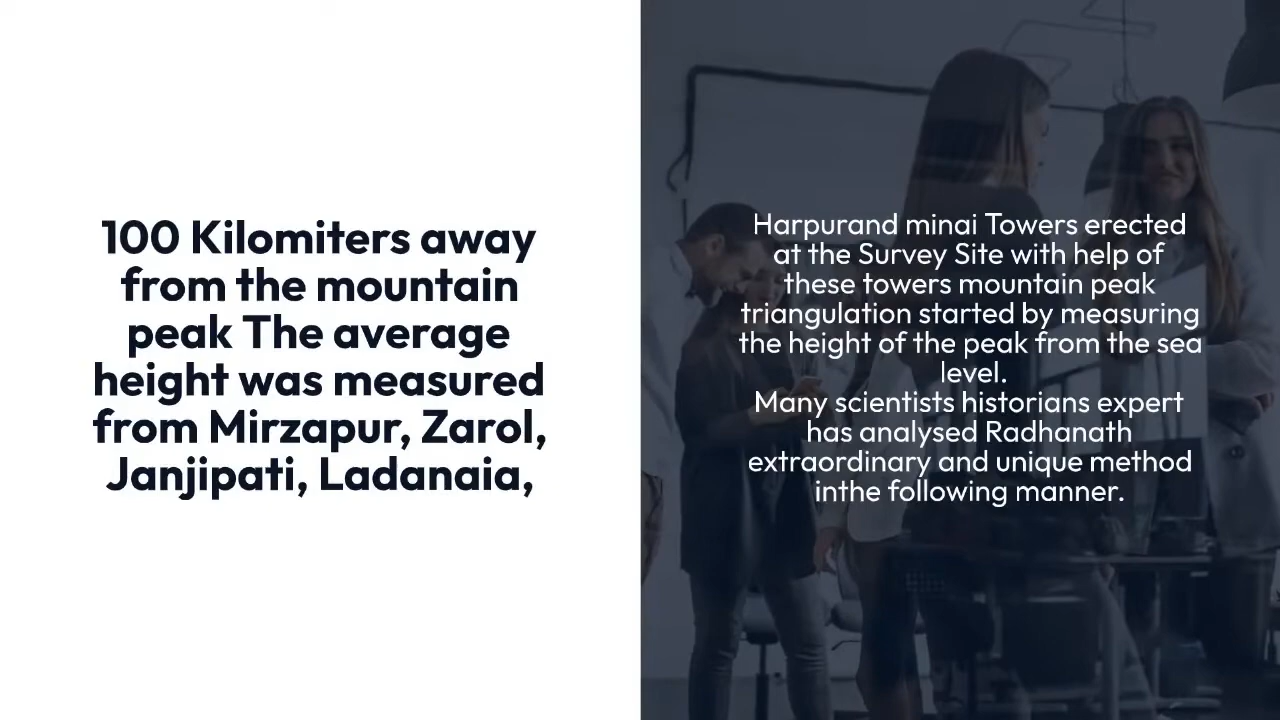 100 Kilomiters away
from the mountain
peak The average
height was measured
from Mirzapur, Zarol,
Janjipati, Ladanaia,
Harpurand minai Towers erected
at the Survey Site with help of
these towers mountain peak
triangulation started by measuring
the height of the peak from the sea
level.
Many scientists historians expert
has analysed Radhanath
extraordinary and unique method
inthe following manner.